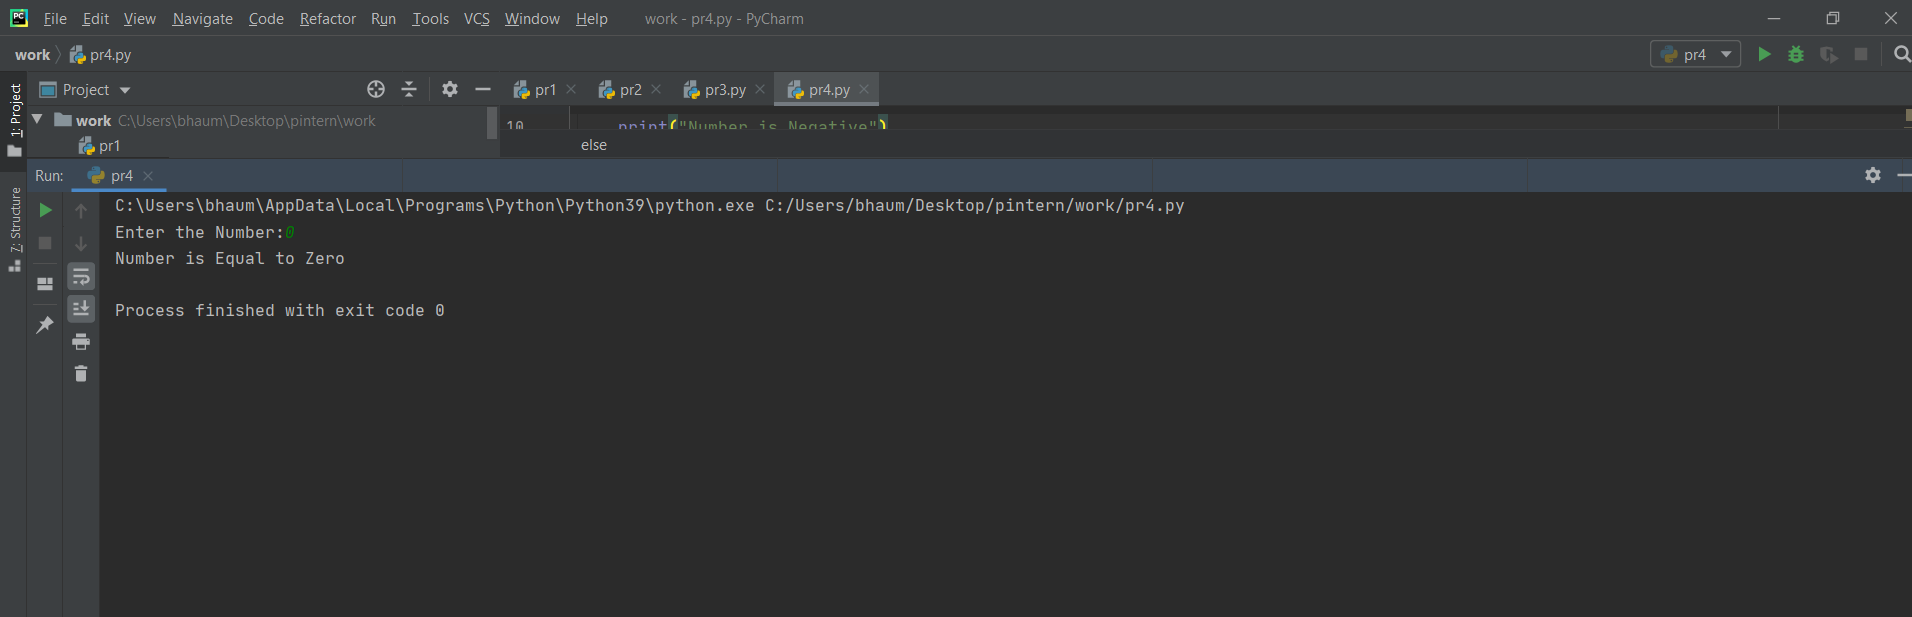 PC File Edit View Navigate Code Refactor Run Tools VCS Window Help work - pr4.py - PyCharm
work pr4.py pr4
1: Project
Project pr1 pr2 pr3.py pr4.py
work C:\Users\bhaum\Desktop\pintern\work
10 print("Number is Negative")
pr1
else
Run: pr4
7: Structure
C:\Users\bhaum\AppData\Local\Programs\Python\Python39\python.exe C:/Users/bhaum/Desktop/pintern/work/pr4.py
Enter the Number:0
Number is Equal to Zero
Process finished with exit code 0